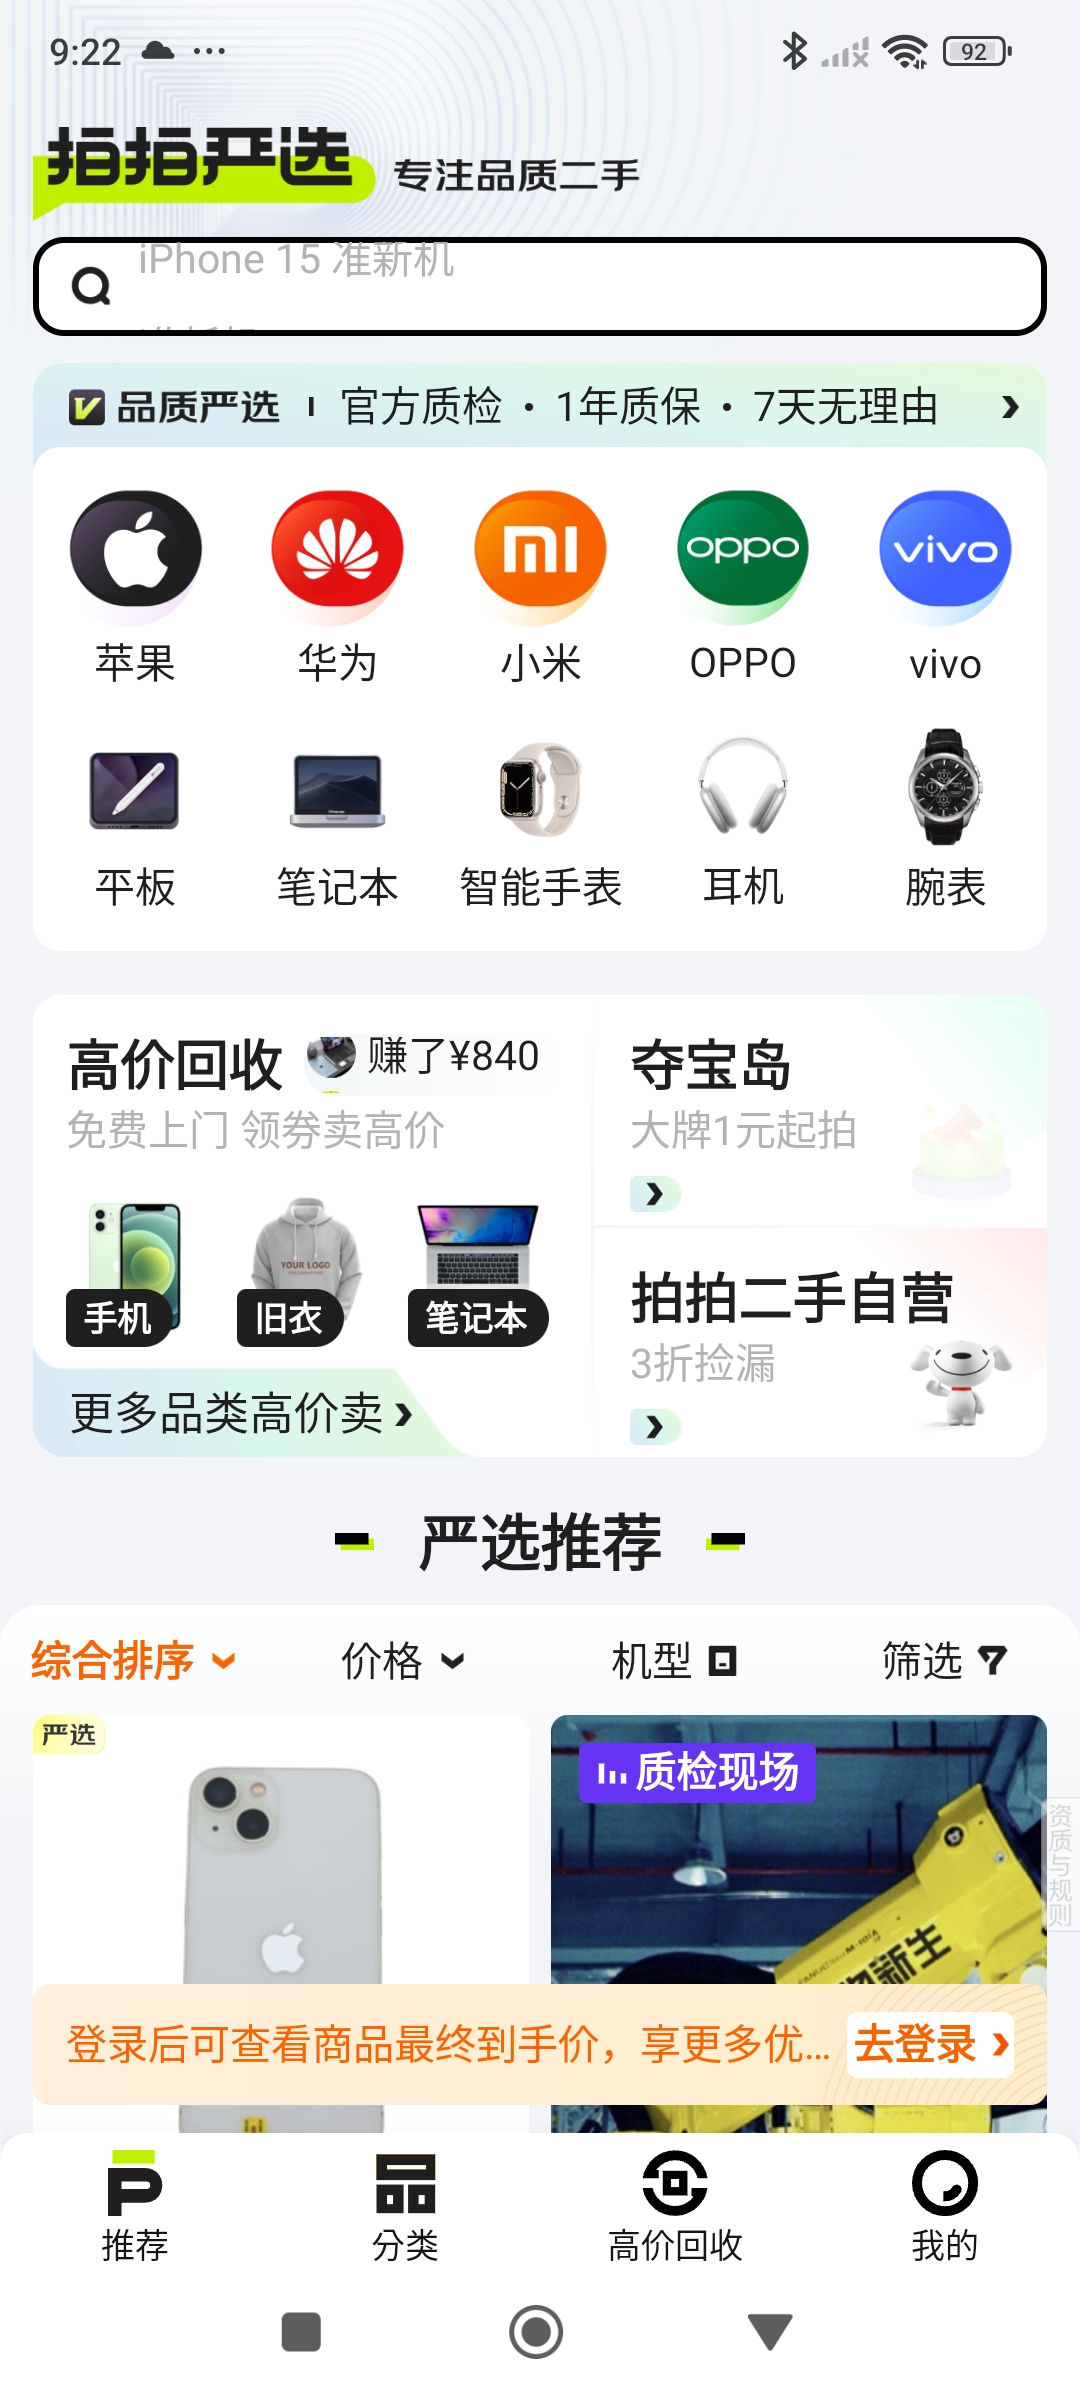 9:22
92
拍拍严选 专注品质二手
iPhone 15 准新机
品质严选 官方质检 · 1年质保 · 7天无理由
mi oppo vivo
苹果 华为 小米 OPPO vivo
平板 笔记本 智能手表 耳机 腕表
高价回收 赚了¥840
免费上门 领券卖高价
YOUR LOGO
手机 旧衣 笔记本
更多品类高价卖
夺宝岛
大牌1元起拍
拍拍二手自营
3折捡漏
严选推荐
综合排序 价格 机型 筛选
严选
质检现场
新生
资质与规则
登录后可查看商品最终到手价，享更多优... 去登录
推荐 分类 高价回收 我的